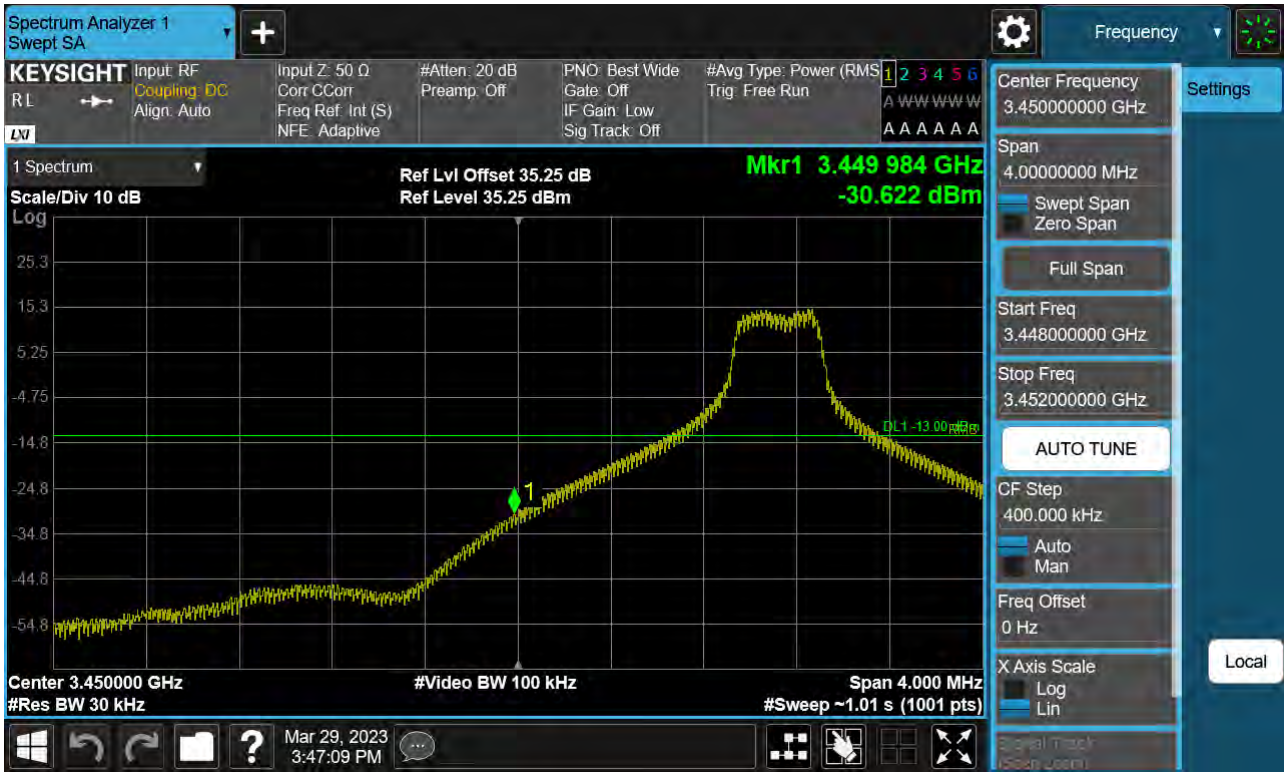 Spectrum Analyzer 1
Swept SA
Frequency
KEYSIGHT
RL
LXI
Input: RF
Coupling: DC
Align: Auto
Input Z: 50 Ω
Corr CCorr
Freq Ref: Int (S)
NFE: Adaptive
#Atten: 20 dB
Preamp: Off
PNO: Best Wide
Gate: Off
IF Gain: Low
Sig Track: Off
#Avg Type: Power (RMS
Trig: Free Run
1 2 3 4 5 6
A W W W W W
A A A A A A
1 Spectrum
Scale/Div 10 dB
Log
Ref Lvl Offset 35.25 dB
Ref Level 35.25 dBm
Mkr1 3.449 984 GHz
-30.622 dBm
25.3
15.3
5.25
-4.75
-14.8
-24.8
-34.8
-44.8
-54.8
DL1 -13.00 dBm
1
Center 3.450000 GHz
#Video BW 100 kHz
Span 4.000 MHz
#Res BW 30 kHz
#Sweep ~1.01 s (1001 pts)
Center Frequency
3.450000000 GHz
Settings
Span
4.00000000 MHz
Swept Span
Zero Span
Full Span
Start Freq
3.448000000 GHz
Stop Freq
3.452000000 GHz
AUTO TUNE
CF Step
400.000 kHz
Auto
Man
Freq Offset
0 Hz
X Axis Scale
Log
Lin
Local
Signal Track
(Span Zoom)
?
Mar 29, 2023
3:47:09 PM